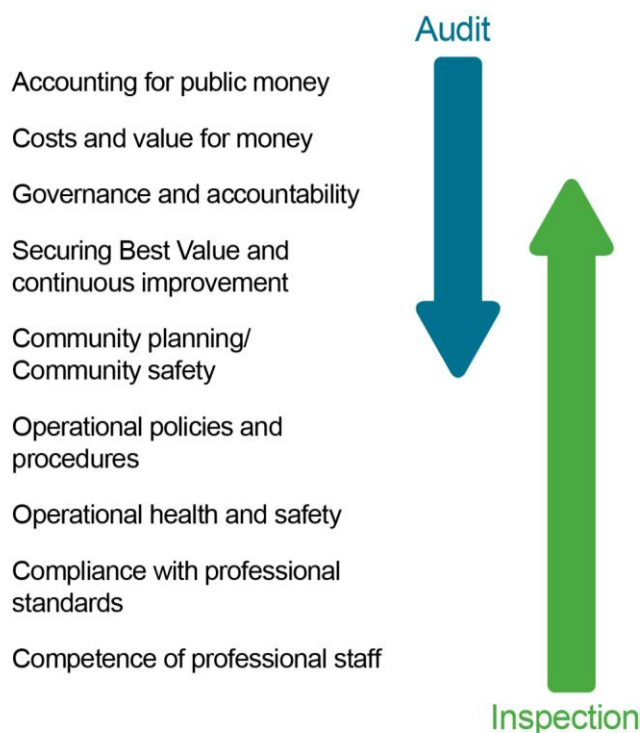 Audit
Accounting for public money
Costs and value for money
Governance and accountability
Securing Best Value and
continuous improvement
Community planning/
Community safety
Operational policies and
procedures
Operational health and safety
Compliance with professional
standards
Competence of professional staff
Inspection